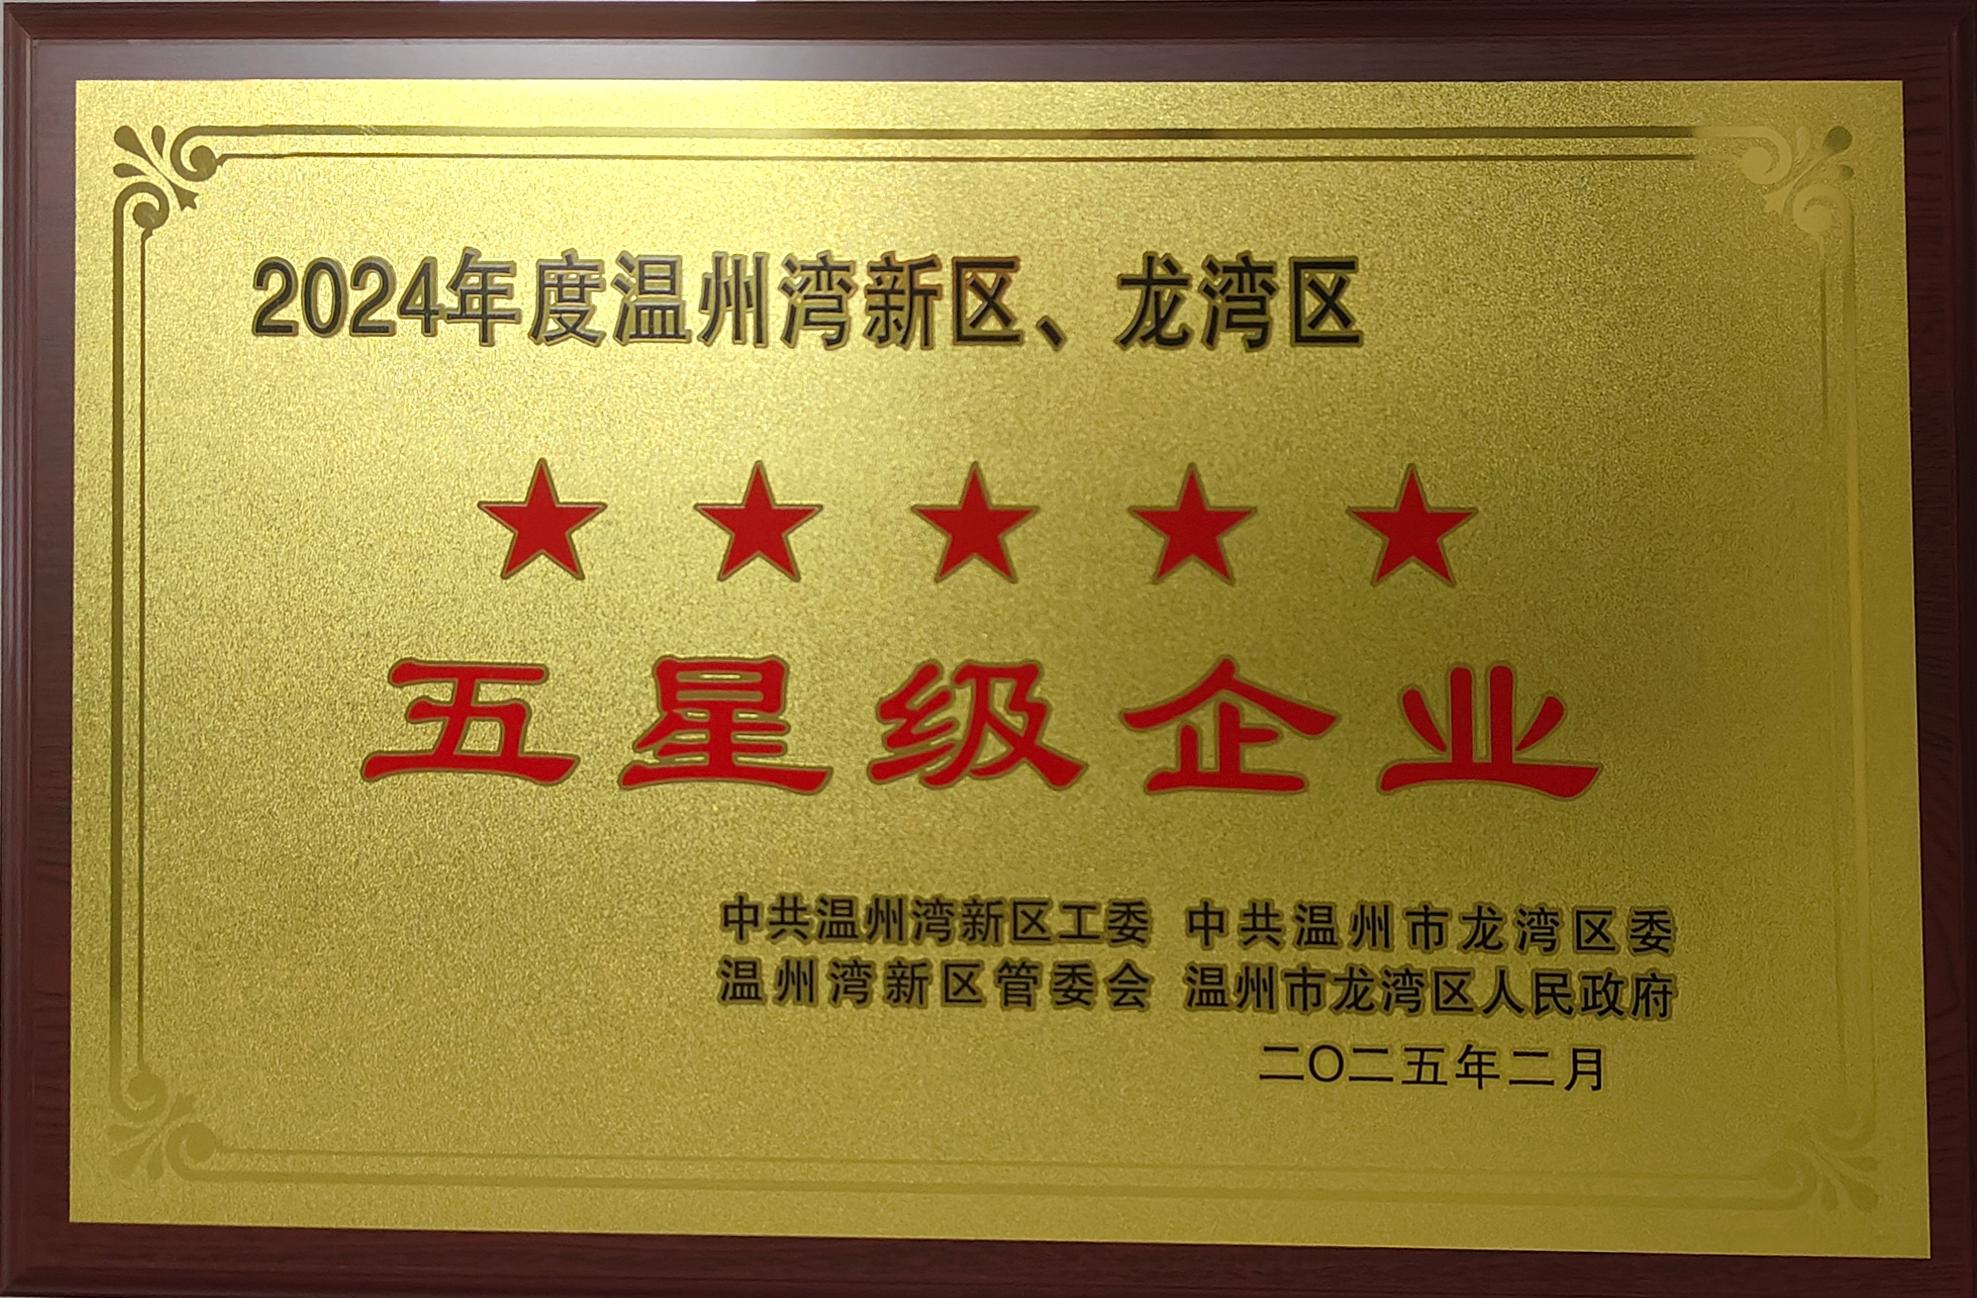 2024年度温州湾新区、龙湾区
★ ★ ★ ★ ★
五星级企业
中共温州湾新区工委 中共温州市龙湾区委
温州湾新区管委会 温州市龙湾区人民政府
二〇二五年二月